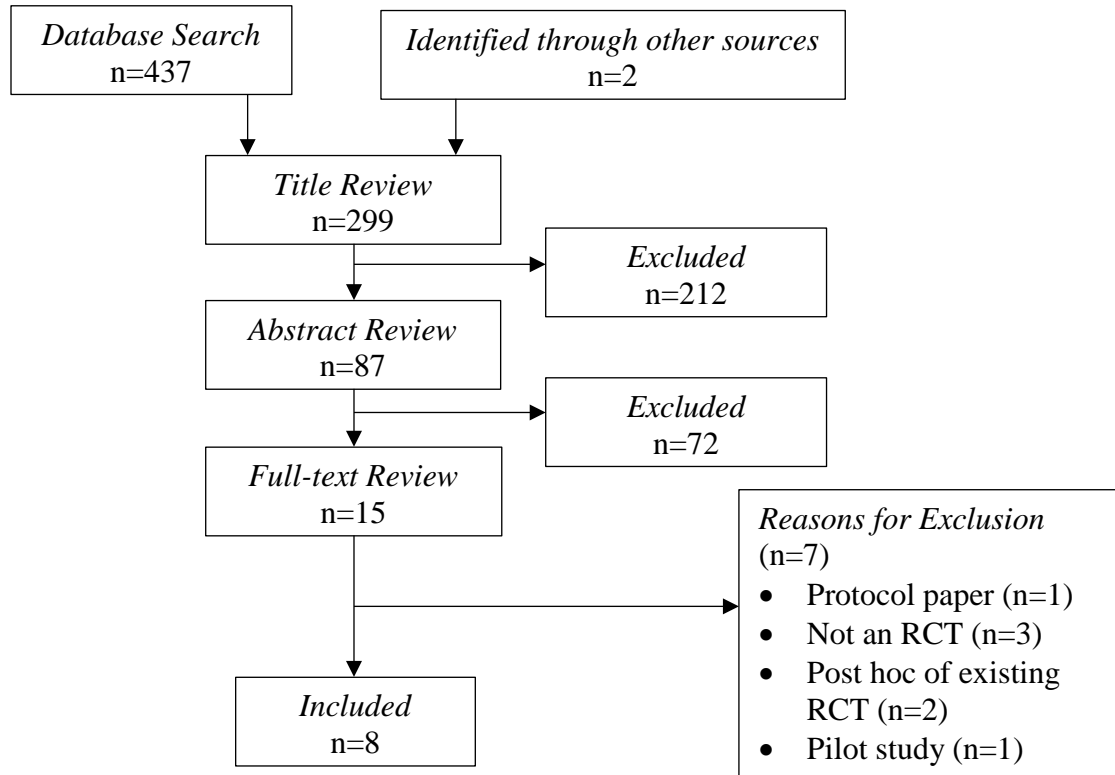 Database Search
n=437
Identified through other sources
n=2
Title Review
n=299
Excluded
n=212
Abstract Review
n=87
Excluded
n=72
Full-text Review
n=15
Reasons for Exclusion
(n=7)
• Protocol paper (n=1)
• Not an RCT (n=3)
• Post hoc of existing
RCT (n=2)
• Pilot study (n=1)
Included
n=8